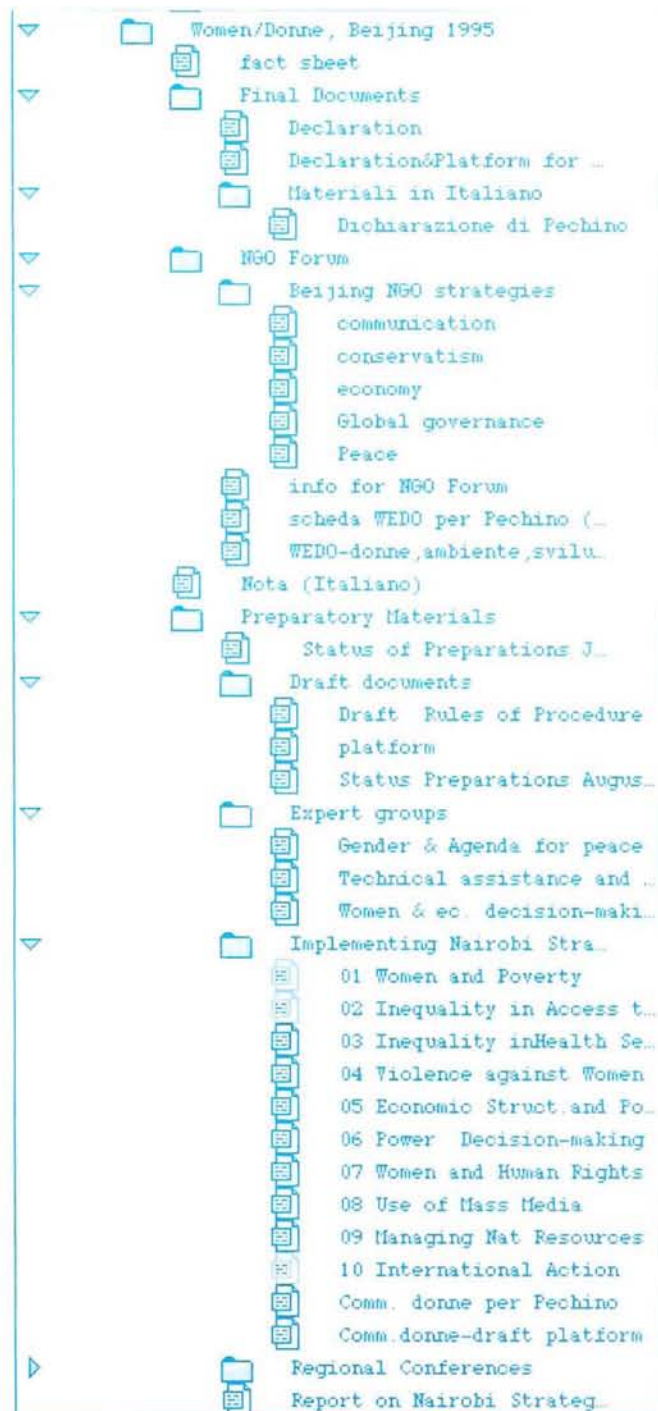 Women/Donne, Beijing 1995
fact sheet
Final Documents
Declaration
Declaration&Platform for …
Materiali in Italiano
Dichiarazione di Pechino
NGO Forum
Beijing NGO strategies
communication
conservatism
economy
Global governance
Peace
info for NGO Forum
scheda WEDO per Pechino (…
WEDO-donne,ambiente,svilu…
Nota (Italiano)
Preparatory Materials
Status of Preparations J…
Draft documents
Draft Rules of Procedure
platform
Status Preparations Augus…
Expert groups
Gender & Agenda for peace
Technical assistance and …
Women & ec. decision-maki…
Implementing Nairobi Stra…
01 Women and Poverty
02 Inequality in Access t…
03 Inequality inHealth Se…
04 Violence against Women
05 Economic Struct.and Po…
06 Power Decision-making
07 Women and Human Rights
08 Use of Mass Media
09 Managing Nat Resources
10 International Action
Comm. donne per Pechino
Comm.donne-draft platform
Regional Conferences
Report on Nairobi Strateg…